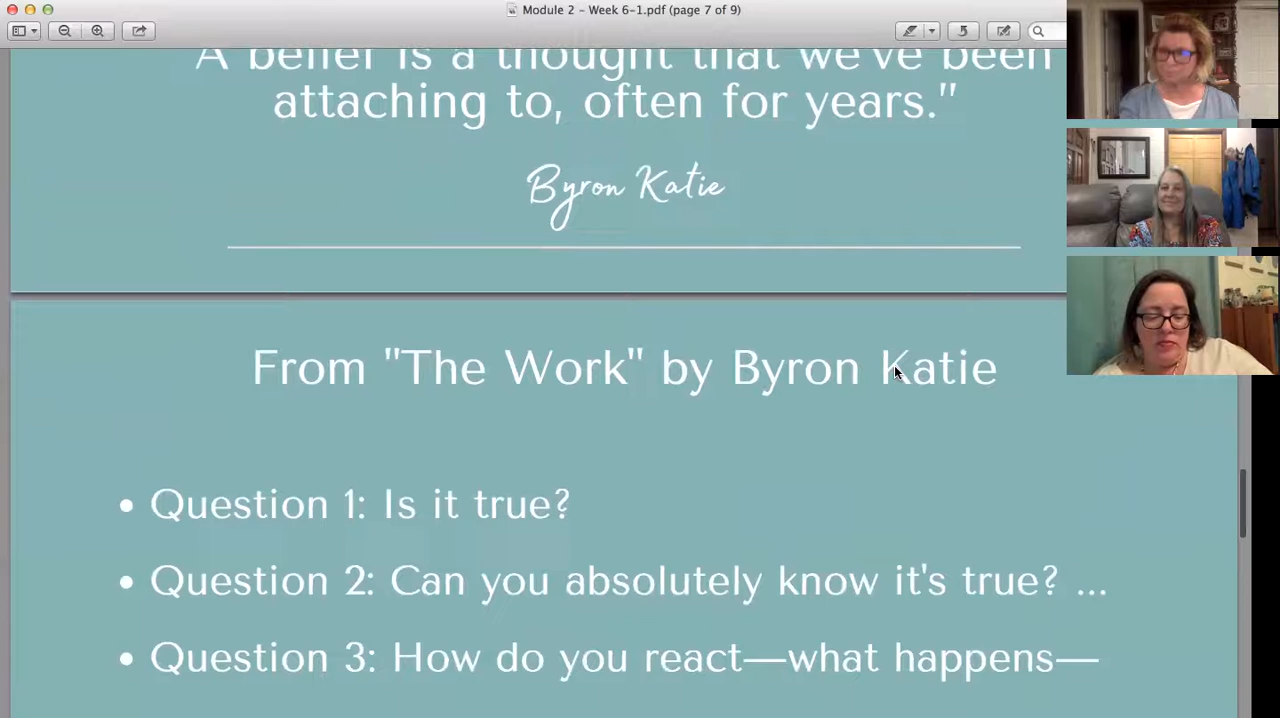 Module 2 - Week 6-1.pdf (page 7 of 9)
A belief is a thought that we've been
attaching to, often for years.”
Byron Katie
From "The Work" by Byron Katie
• Question 1: Is it true?
• Question 2: Can you absolutely know it's true? ...
• Question 3: How do you react—what happens—